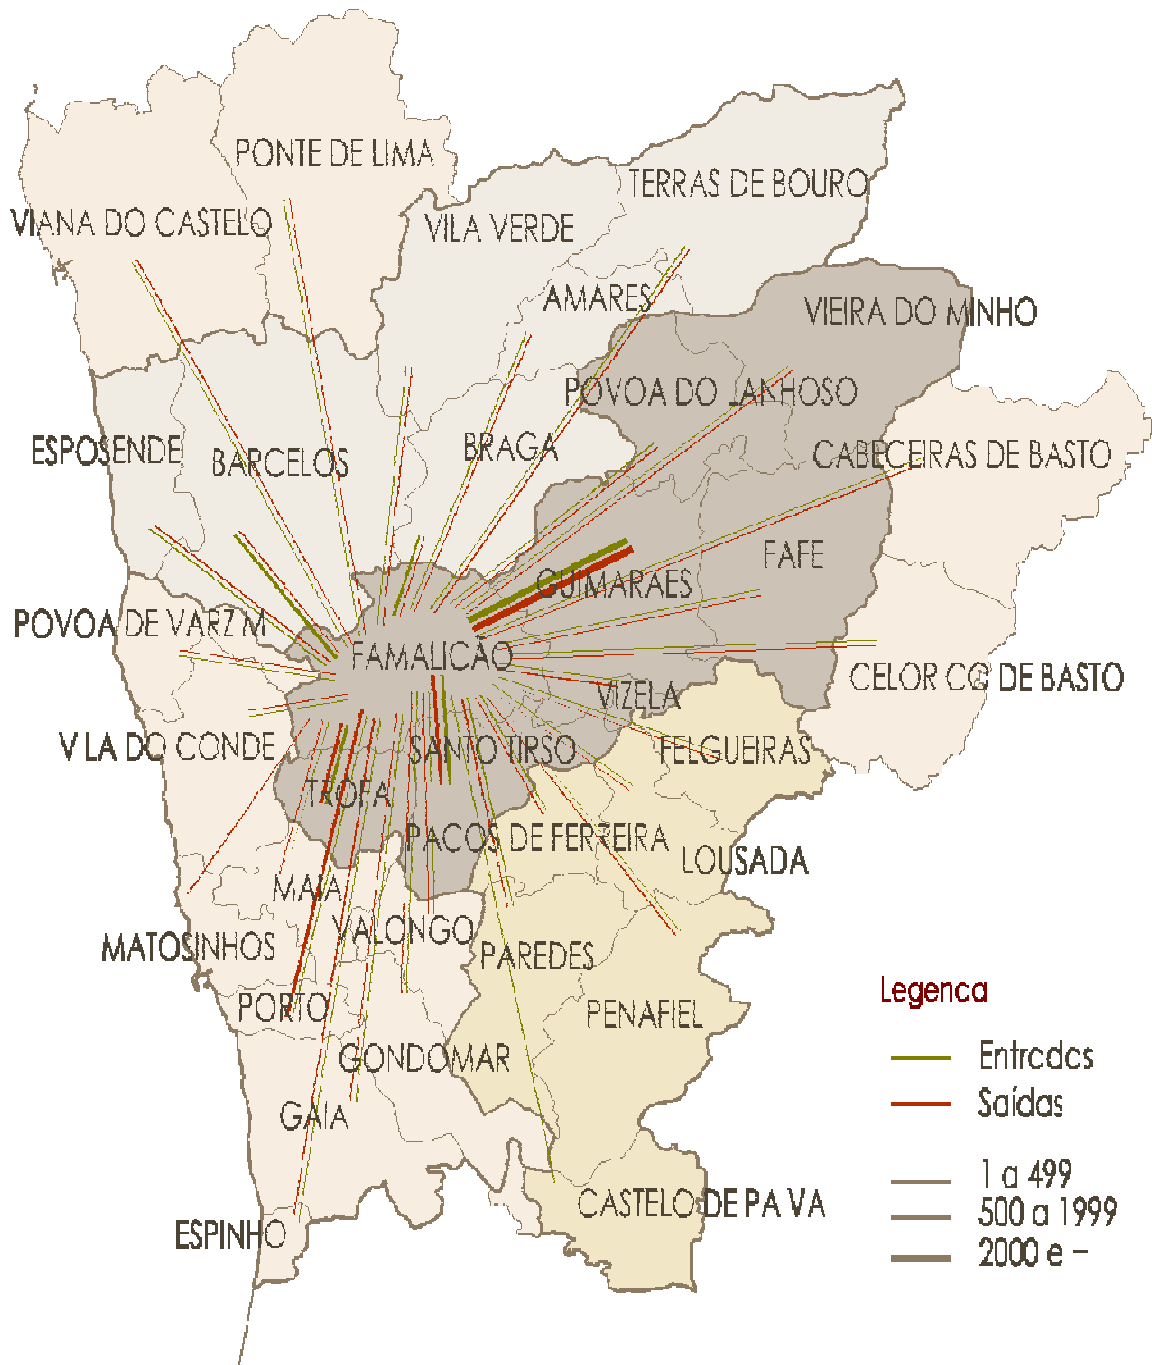 PONTE DE LIMA
TERRAS DE BOURO
VIANA DO CASTELO
VILA VERDE
AMARES
VIEIRA DO MINHO
POVOA DO LANHOSO
ESPOSENDE
BARCELOS
BRAGA
CABECEIRAS DE BASTO
FAFE
GUIMARAES
POVOA DE VARZ M
FAMALICÃO
CELOR CO DE BASTO
VIZELA
V LA DO CONDE
SANTO TIRSO
FELGUEIRAS
TROFA
PACOS DE FERREIRA
LOUSADA
MAIA
MATOSINHOS
VALONGO
PAREDES
PORTO
PENAFIEL
GONDOMAR
GAIA
CASTELO DE PA VA
ESPINHO
Legenca
Entradas
Saídas
1 a 499
500 a 1999
2000 e –